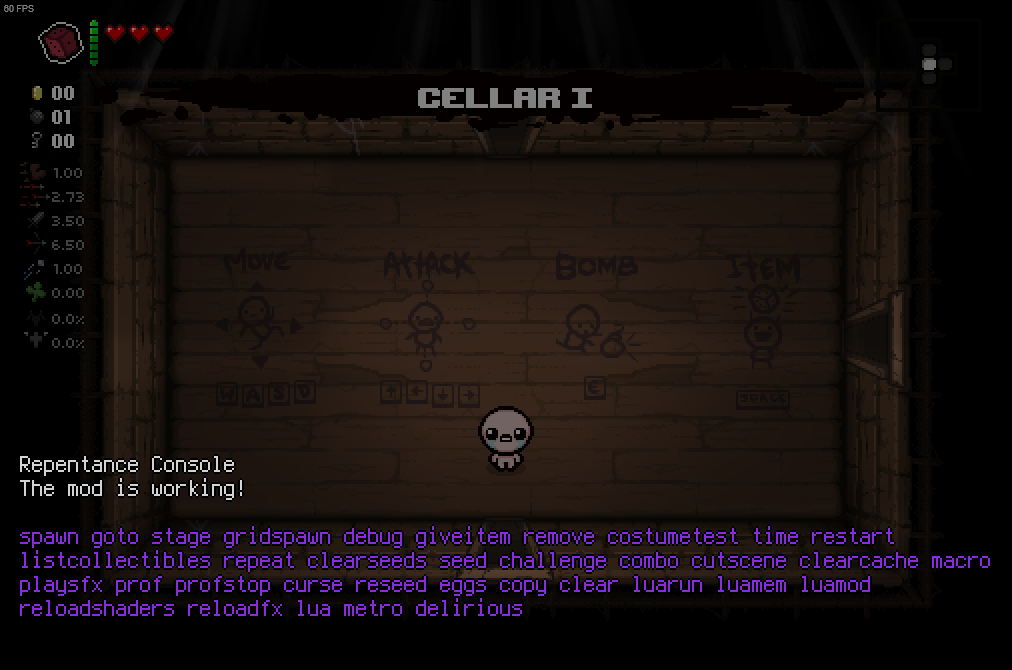 60 FPS
00
CELLAR I
01
00
1.00
2.73
3.50
6.50
1.00
0.00
0.0%
0.0%
MOVE ATTACK BOMB ITEM
W A S D E SPACE
Repentance Console
The mod is working!
spawn goto stage gridspawn debug giveitem remove costumetest time restart
listcollectibles repeat clearseeds seed challenge combo cutscene clearcache macro
playsfx prof profstop curse reseed eggs copy clear luarun luamem luamod
reloadshaders reloadfx lua metro delirious